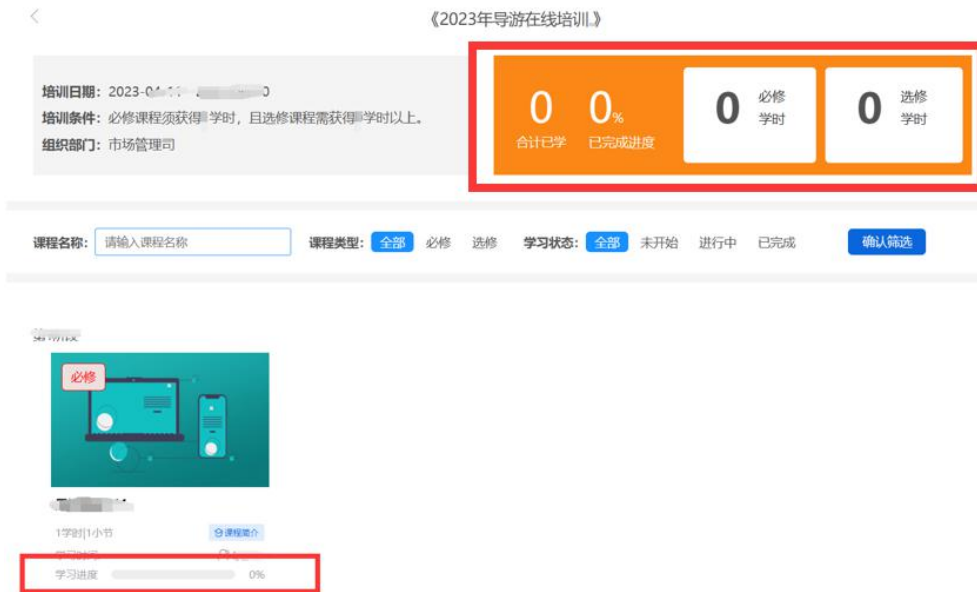 《2023年导游在线培训》
培训日期：2023-0
培训条件：必修课程须获得 学时，且选修课程需获得 学时以上。
组织部门：市场管理司
0 合计已学
0% 已完成进度
0 必修学时
0 选修学时
课程名称： 请输入课程名称 课程类型： 全部 必修 选修 学习状态： 全部 未开始 进行中 已完成 确认筛选
必修
1学时|1小节 课程简介
学习进度 0%